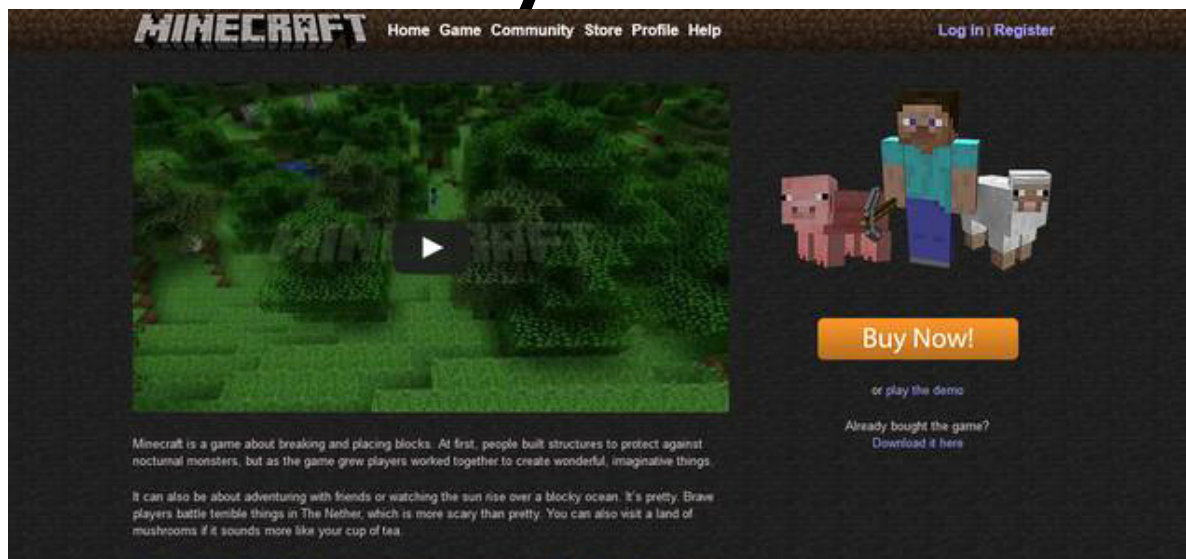 MINECRAFT Home Game Community Store Profile Help Log in | Register
MINECRAFT
Buy Now!
or play the demo
Already bought the game?
Download it here
Minecraft is a game about breaking and placing blocks. At first, people built structures to protect against
nocturnal monsters, but as the game grew players worked together to create wonderful, imaginative things.
It can also be about adventuring with friends or watching the sun rise over a blocky ocean. It's pretty. Brave
players battle terrible things in The Nether, which is more scary than pretty. You can also visit a land of
mushrooms if it sounds more like your cup of tea.